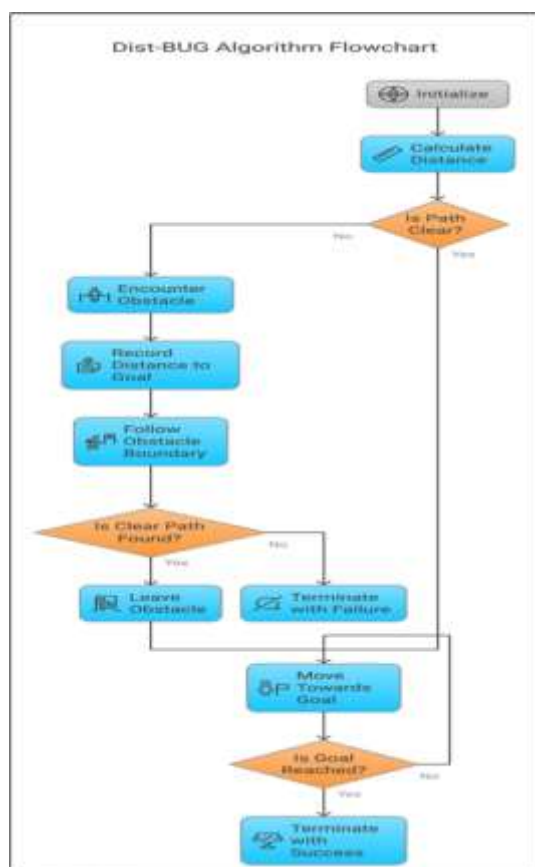 Dist-BUG Algorithm Flowchart
Initialize
Calculate
Distance
Is Path
Clear?
No
Yes
Encounter
Obstacle
Record
Distance to
Goal
Follow
Obstacle
Boundary
Is Clear Path
Found?
No
Yes
Leave
Obstacle
Terminate
with Failure
Move
Towards
Goal
Is Goal
Reached?
No
Yes
Terminate
with
Success